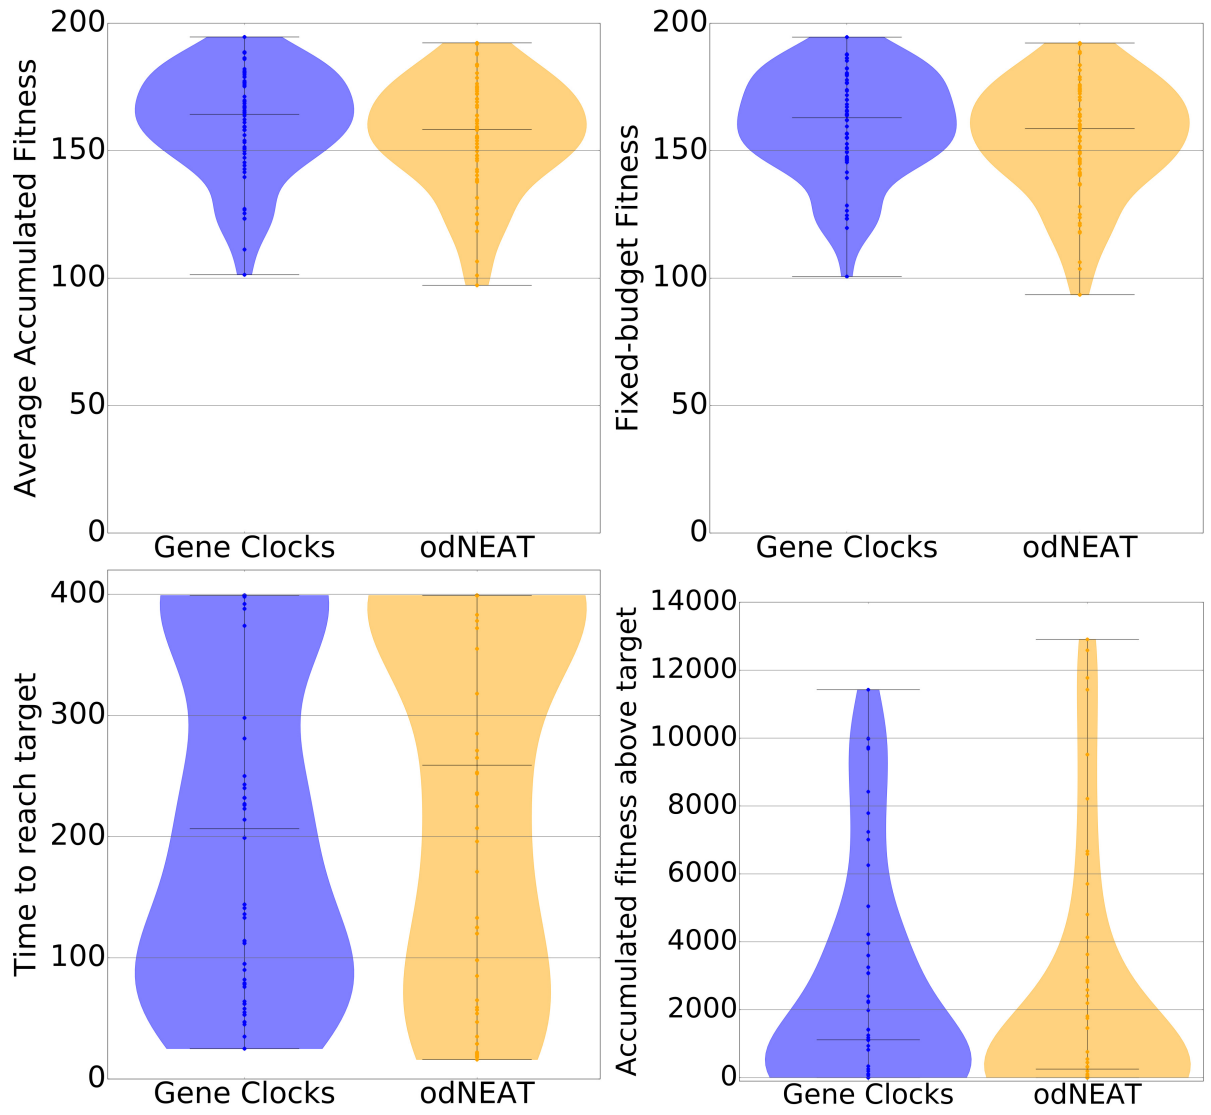 Average Accumulated Fitness
200
150
100
50
0
Gene Clocks odNEAT
Fixed-budget Fitness
200
150
100
50
0
Gene Clocks odNEAT
Time to reach target
400
300
200
100
0
Gene Clocks odNEAT
Accumulated fitness above target
14000
12000
10000
8000
6000
4000
2000
0
Gene Clocks odNEAT